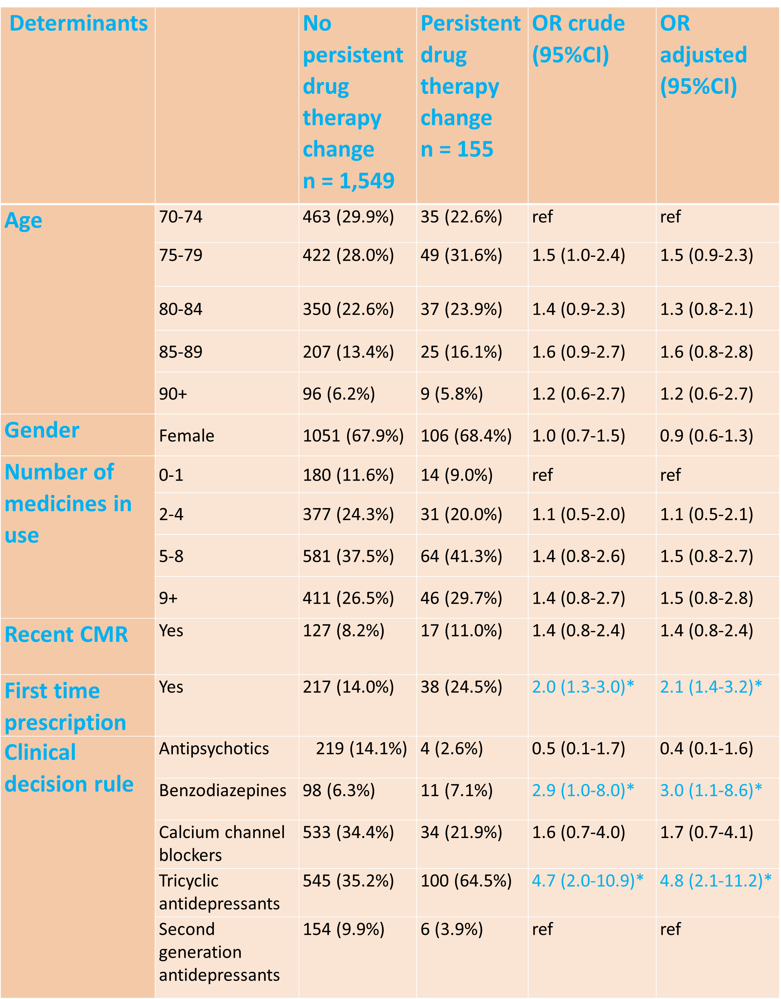 Determinants
No persistent drug therapy change n = 1,549
Persistent drug therapy change n = 155
OR crude (95%CI)
OR adjusted (95%CI)
Age
70-74 463 (29.9%) 35 (22.6%) ref ref
75-79 422 (28.0%) 49 (31.6%) 1.5 (1.0-2.4) 1.5 (0.9-2.3)
80-84 350 (22.6%) 37 (23.9%) 1.4 (0.9-2.3) 1.3 (0.8-2.1)
85-89 207 (13.4%) 25 (16.1%) 1.6 (0.9-2.7) 1.6 (0.8-2.8)
90+ 96 (6.2%) 9 (5.8%) 1.2 (0.6-2.7) 1.2 (0.6-2.7)
Gender
Female 1051 (67.9%) 106 (68.4%) 1.0 (0.7-1.5) 0.9 (0.6-1.3)
Number of medicines in use
0-1 180 (11.6%) 14 (9.0%) ref ref
2-4 377 (24.3%) 31 (20.0%) 1.1 (0.5-2.0) 1.1 (0.5-2.1)
5-8 581 (37.5%) 64 (41.3%) 1.4 (0.8-2.6) 1.5 (0.8-2.7)
9+ 411 (26.5%) 46 (29.7%) 1.4 (0.8-2.7) 1.5 (0.8-2.8)
Recent CMR
Yes 127 (8.2%) 17 (11.0%) 1.4 (0.8-2.4) 1.4 (0.8-2.4)
First time prescription
Yes 217 (14.0%) 38 (24.5%) 2.0 (1.3-3.0)* 2.1 (1.4-3.2)*
Clinical decision rule
Antipsychotics 219 (14.1%) 4 (2.6%) 0.5 (0.1-1.7) 0.4 (0.1-1.6)
Benzodiazepines 98 (6.3%) 11 (7.1%) 2.9 (1.0-8.0)* 3.0 (1.1-8.6)*
Calcium channel blockers 533 (34.4%) 34 (21.9%) 1.6 (0.7-4.0) 1.7 (0.7-4.1)
Tricyclic antidepressants 545 (35.2%) 100 (64.5%) 4.7 (2.0-10.9)* 4.8 (2.1-11.2)*
Second generation antidepressants 154 (9.9%) 6 (3.9%) ref ref